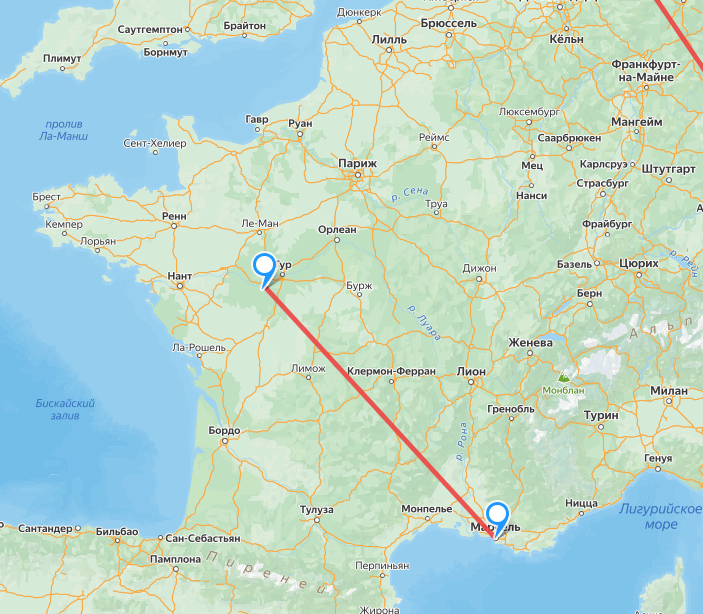 Дюнкерк
Брюссель
Саутгемптон
Брайтон
Кёльн
Борнмут
Лилль
Плимут
Франкфурт-
на-Майне
Люксембург
пролив
Ла-Манш
Гавр
Руан
Мангейм
Реймс
Саарбрюкен
Сент-Хелиер
Париж
Мец
Карлсруэ
Штутгарт
Страсбург
Нанси
Брест
р. Сена
Труа
Кемпер
Ренн
Ле-Ман
Орлеан
Фрайбург
Лорьян
Тур
Дижон
Базель
Цюрих
р. Рейн
Нант
Бурж
Берн
р. Луара
Альп
Ла-Рошель
Женева
Лимож
Клермон-Ферран
Лион
Монблан
Милан
Бискайский
залив
Гренобль
Турин
Бордо
р. Рона
Генуя
Тулуза
Монпелье
Ницца
Лигурийское
море
Сантандер
Бильбао
Сан-Себастьян
Памплона
Пиренеи
Перпиньян
Жирона